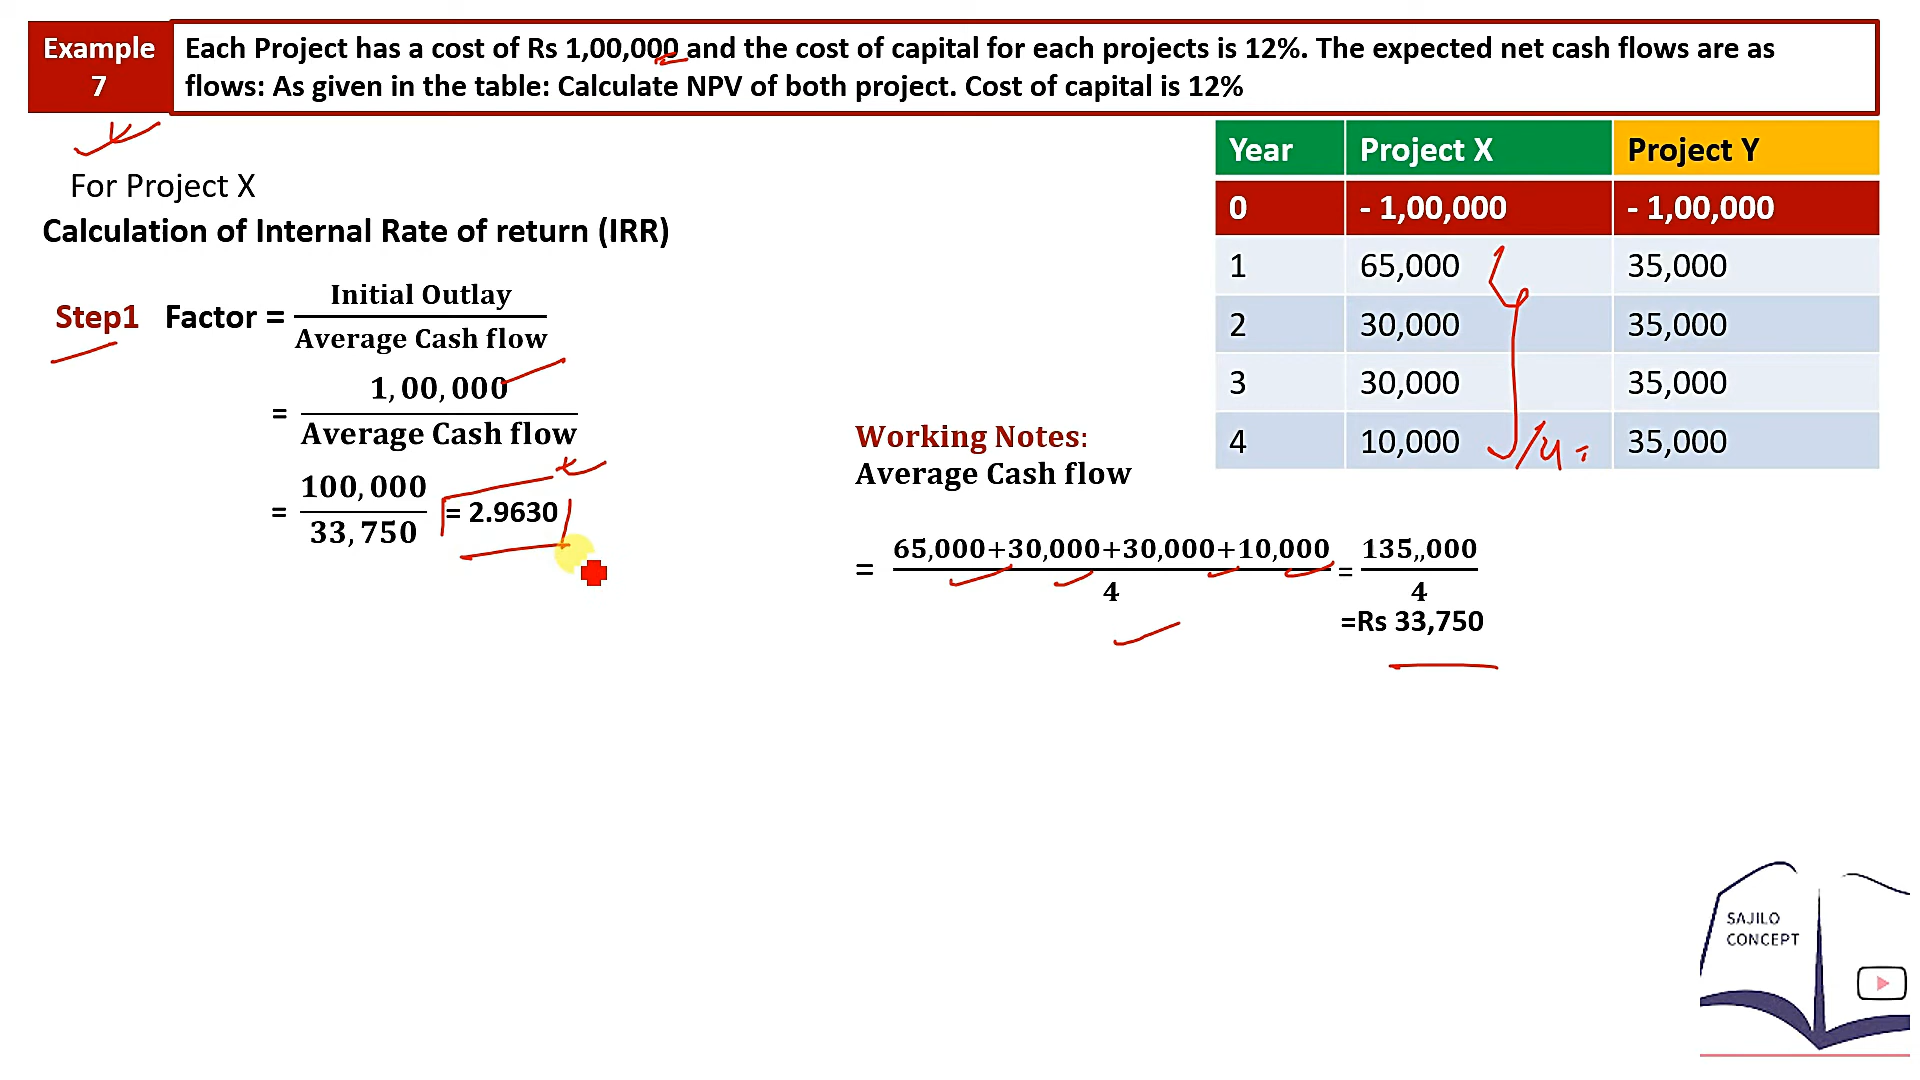 Example
7
Each Project has a cost of Rs 1,00,000 and the cost of capital for each projects is 12%. The expected net cash flows are as
flows: As given in the table: Calculate NPV of both project. Cost of capital is 12%
For Project X
Calculation of Internal Rate of return (IRR)
Step1 Factor = Initial Outlay
Average Cash flow
= 1,00,000
Average Cash flow
= 100,000
33,750
= 2.9630
Year Project X Project Y
0 - 1,00,000 - 1,00,000
1 65,000 35,000
2 30,000 35,000
3 30,000 35,000
4 10,000 /4 = 35,000
Working Notes:
Average Cash flow
= 65,000+30,000+30,000+10,000 = 135,,000
4 4
=Rs 33,750
SAJILO
CONCEPT